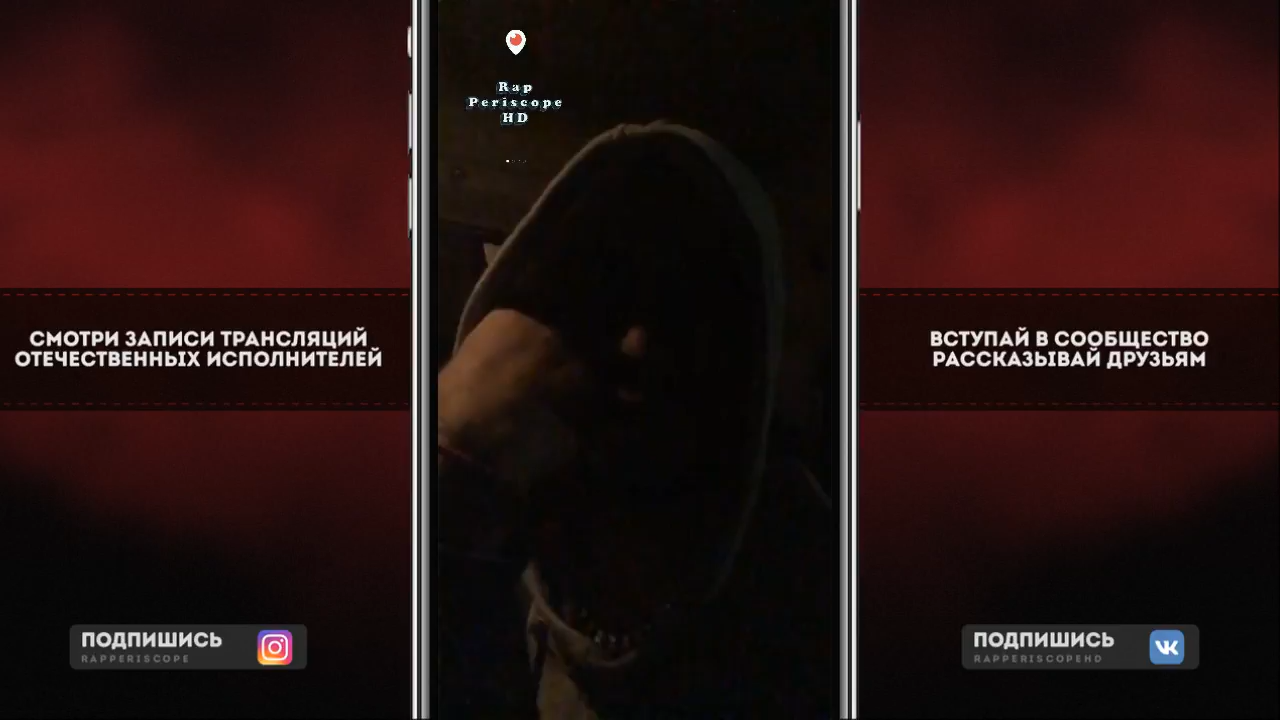 Rap
Periscope
HD
СМОТРИ ЗАПИСИ ТРАНСЛЯЦИЙ
ОТЕЧЕСТВЕННЫХ ИСПОЛНИТЕЛЕЙ
ВСТУПАЙ В СООБЩЕСТВО
РАССКАЗЫВАЙ ДРУЗЬЯМ
ПОДПИШИСЬ
RAPPERISCOPE
ПОДПИШИСЬ
RAPPERISCOPEHD